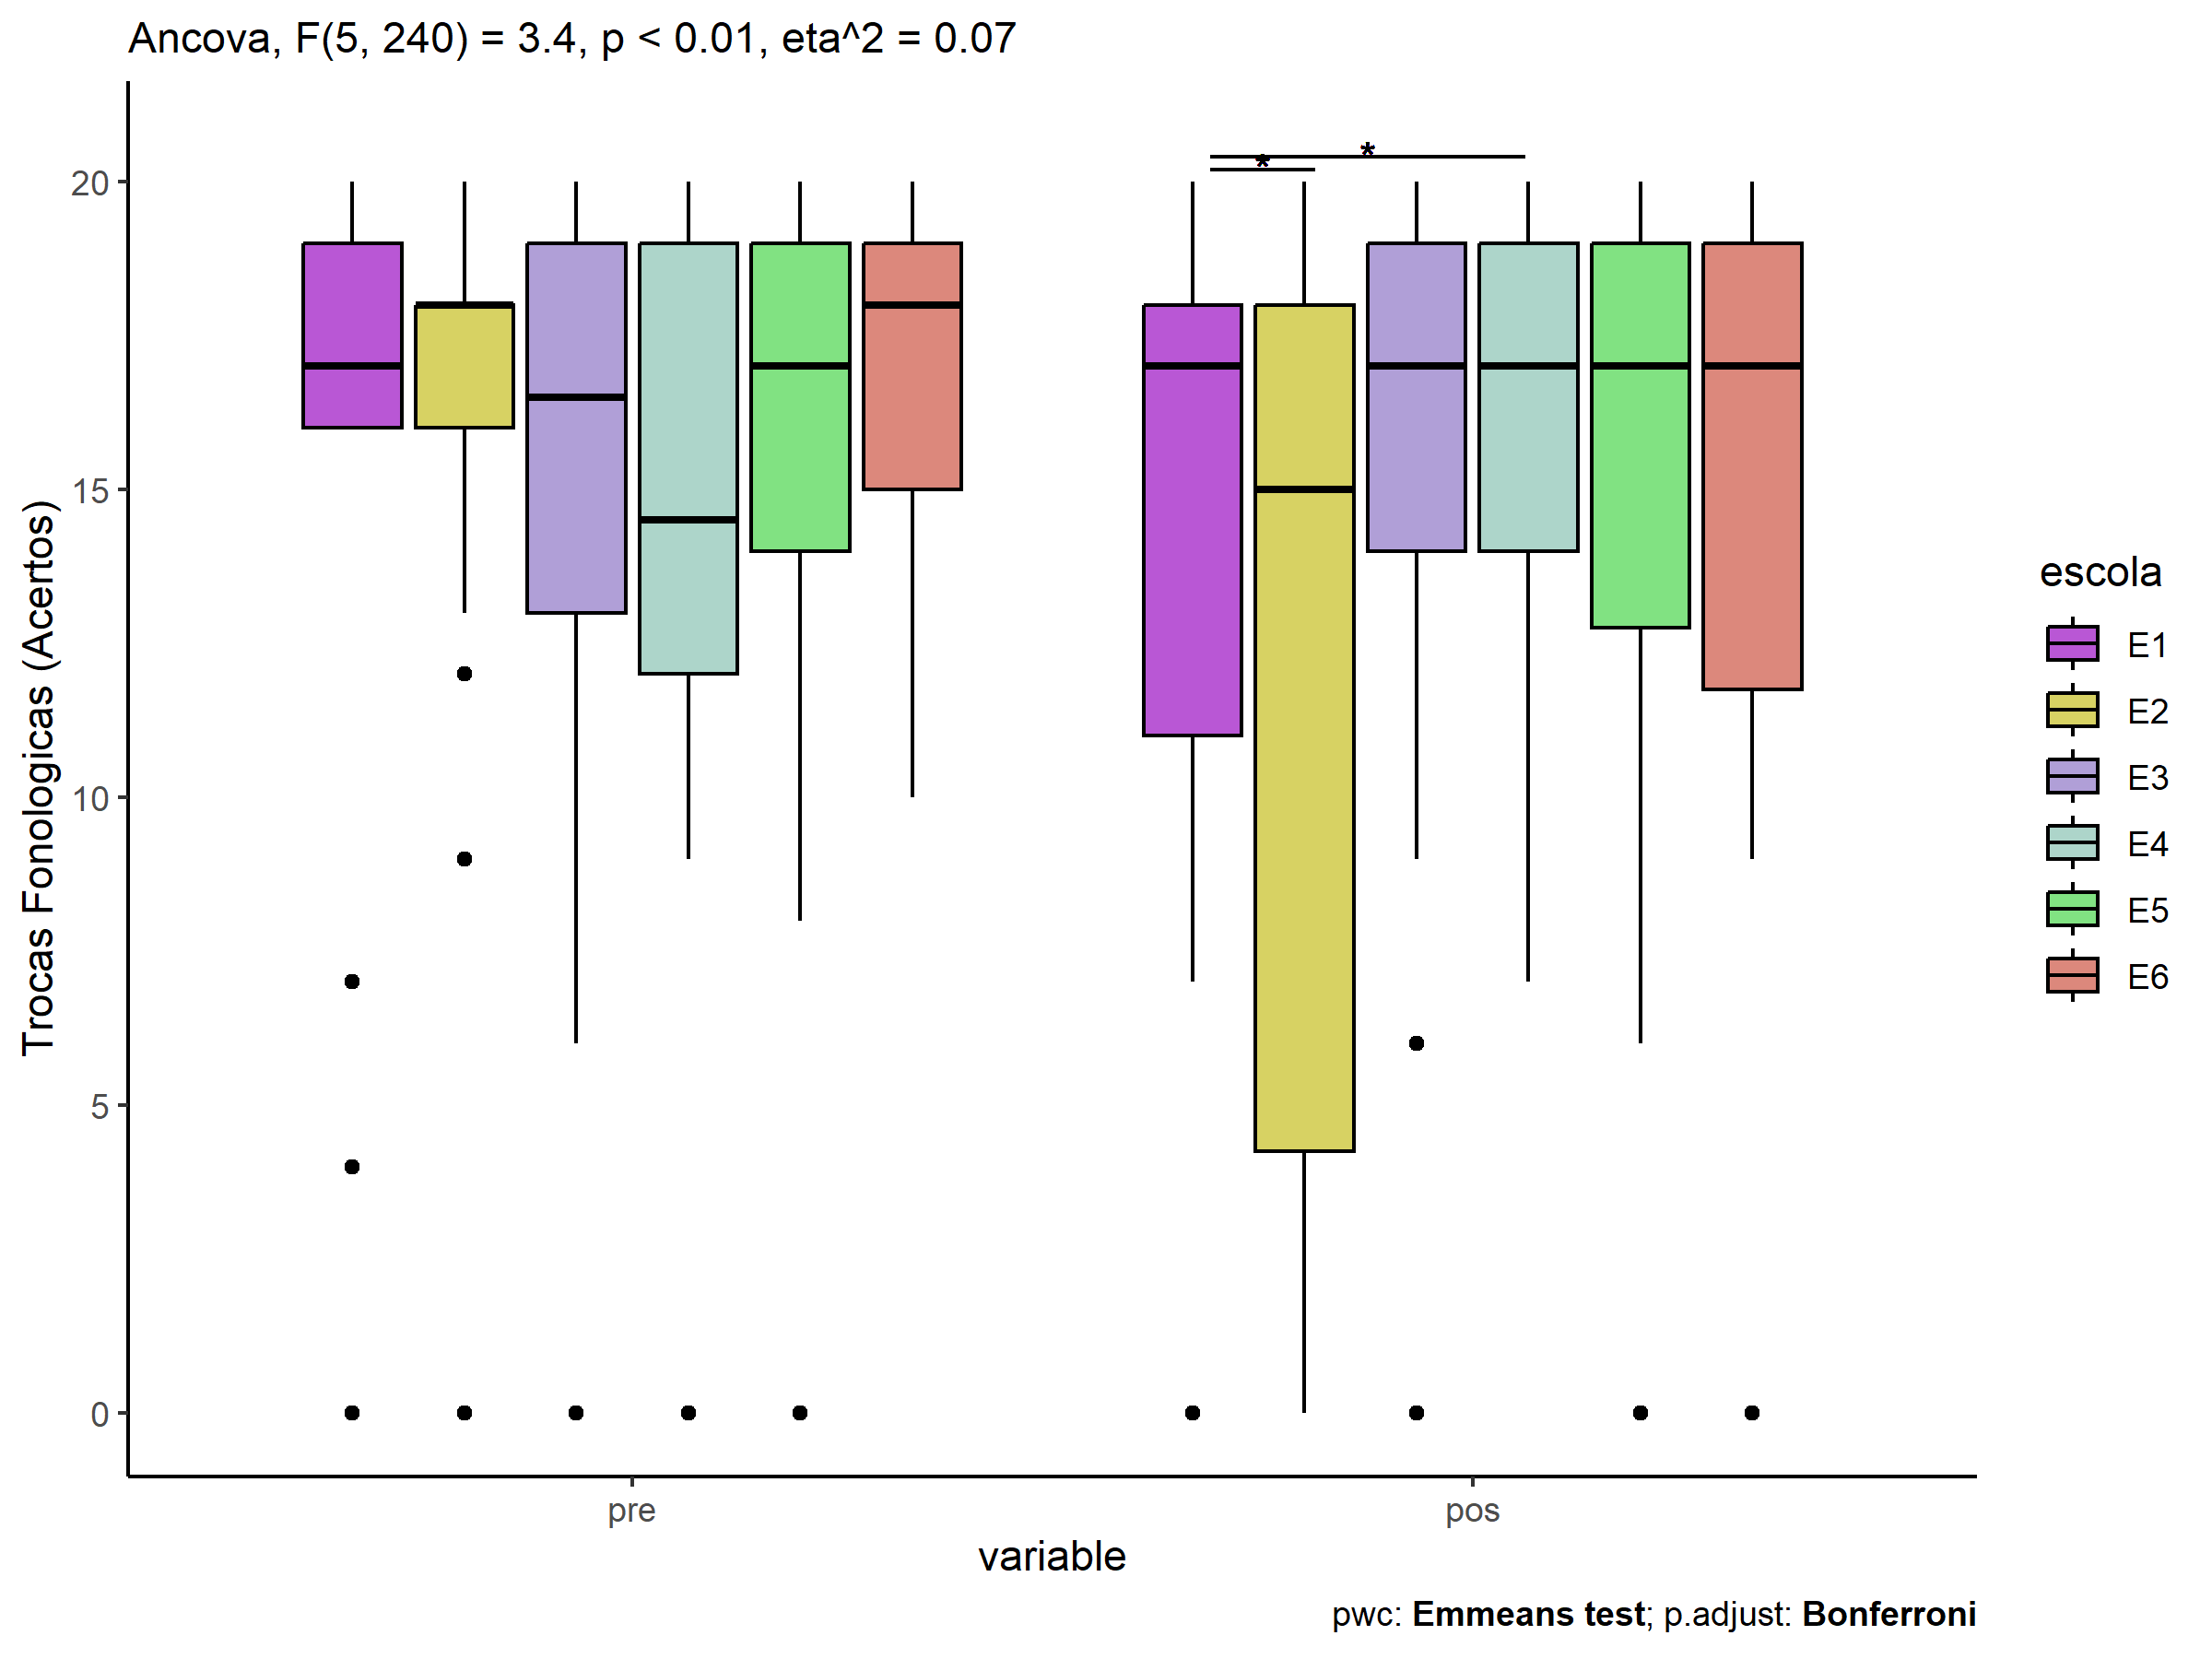 Ancova, F(5, 240) = 3.4, p < 0.01, eta^2 = 0.07
Trocas Fonologicas (Acertos)
20
15
10
5
0
*
*
pre
pos
variable
escola
E1
E2
E3
E4
E5
E6
pwc: Emmeans test; p.adjust: Bonferroni